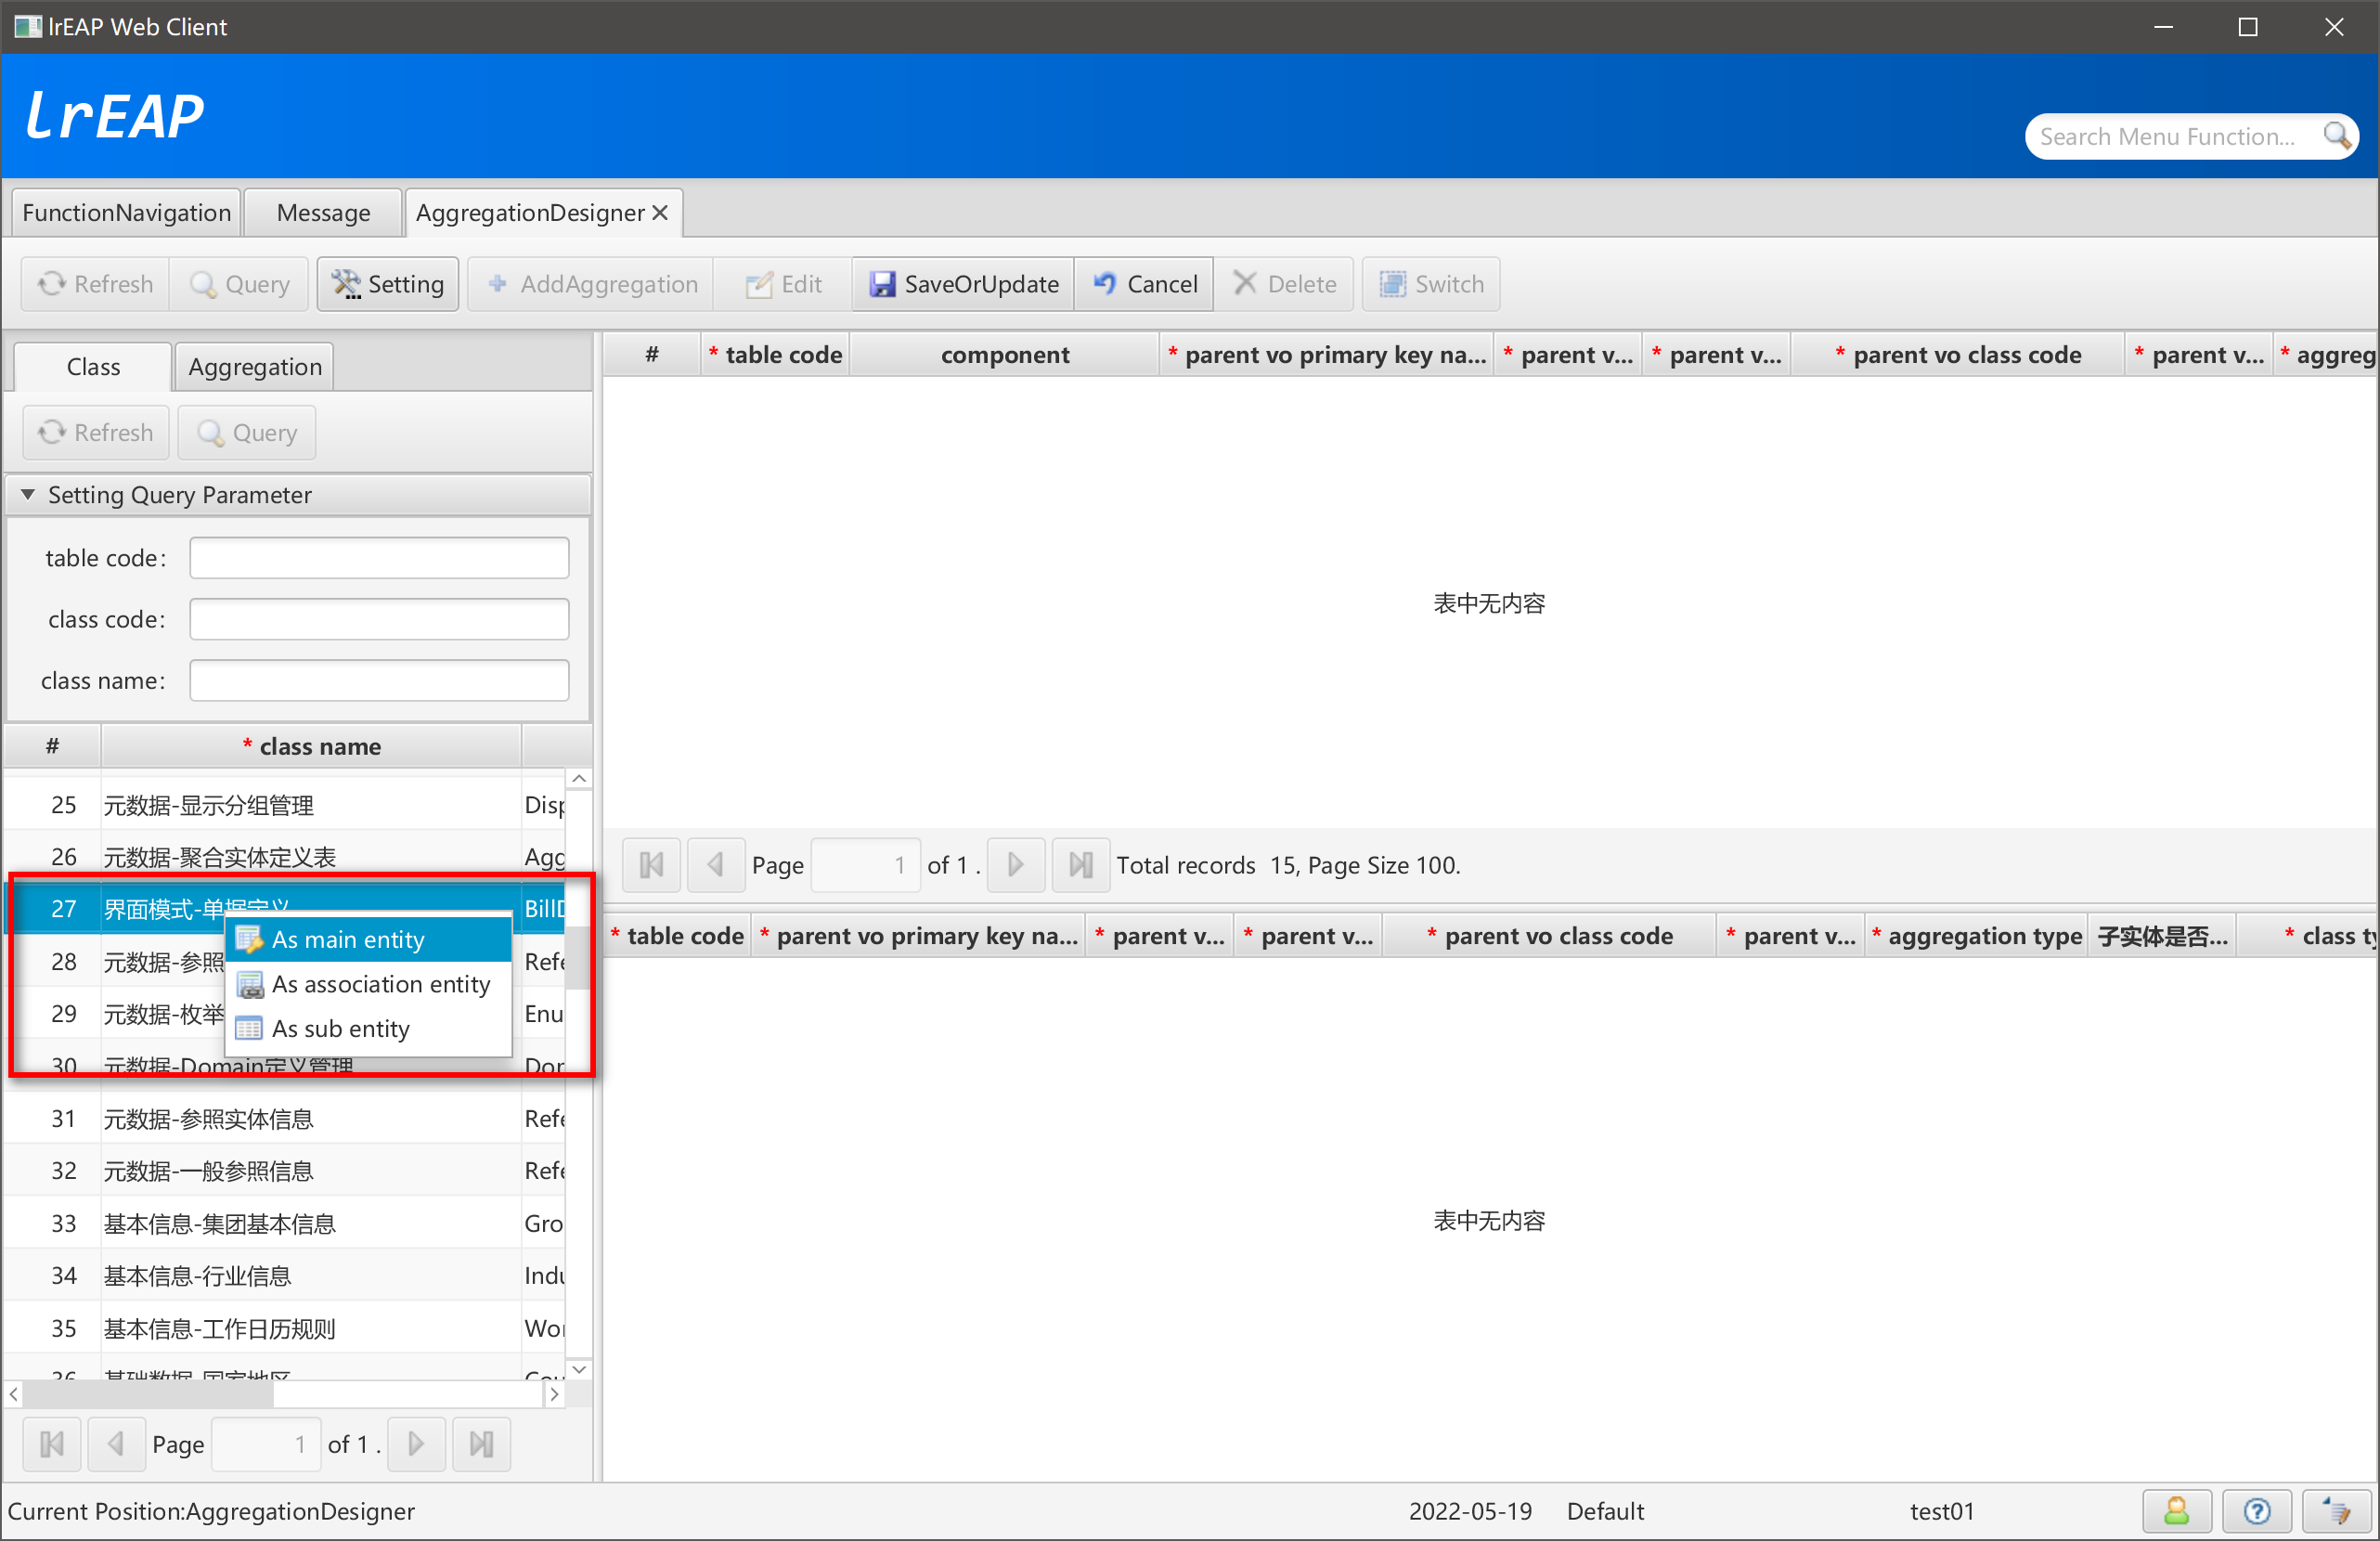 lrEAP Web Client
lrEAP
Search Menu Function...
FunctionNavigation Message AggregationDesigner
Refresh Query Setting AddAggregation Edit SaveOrUpdate Cancel Delete Switch
Class Aggregation
Refresh Query
Setting Query Parameter
table code:
class code:
class name:
# * class name
25 元数据-显示分组管理 Disp
26 元数据-聚合实体定义表 Agg
27 界面模式-单据定义 BillD
28 元数据-参照 Refe
29 元数据-枚举 Enu
30 元数据-Domain定义管理 Dor
31 元数据-参照实体信息 Refe
32 元数据-一般参照信息 Refe
33 基本信息-集团基本信息 Gro
34 基本信息-行业信息 Indu
35 基本信息-工作日历规则 Wor
36 基础数据-国家地区 Cou
As main entity
As association entity
As sub entity
Page 1 of 1 .
# * table code component * parent vo primary key na... * parent v... * parent v... * parent vo class code * parent v... * aggreg
表中无内容
Page 1 of 1 . Total records 15, Page Size 100.
* table code * parent vo primary key na... * parent v... * parent v... * parent vo class code * parent v... * aggregation type 子实体是否... * class ty
表中无内容
Current Position:AggregationDesigner 2022-05-19 Default test01